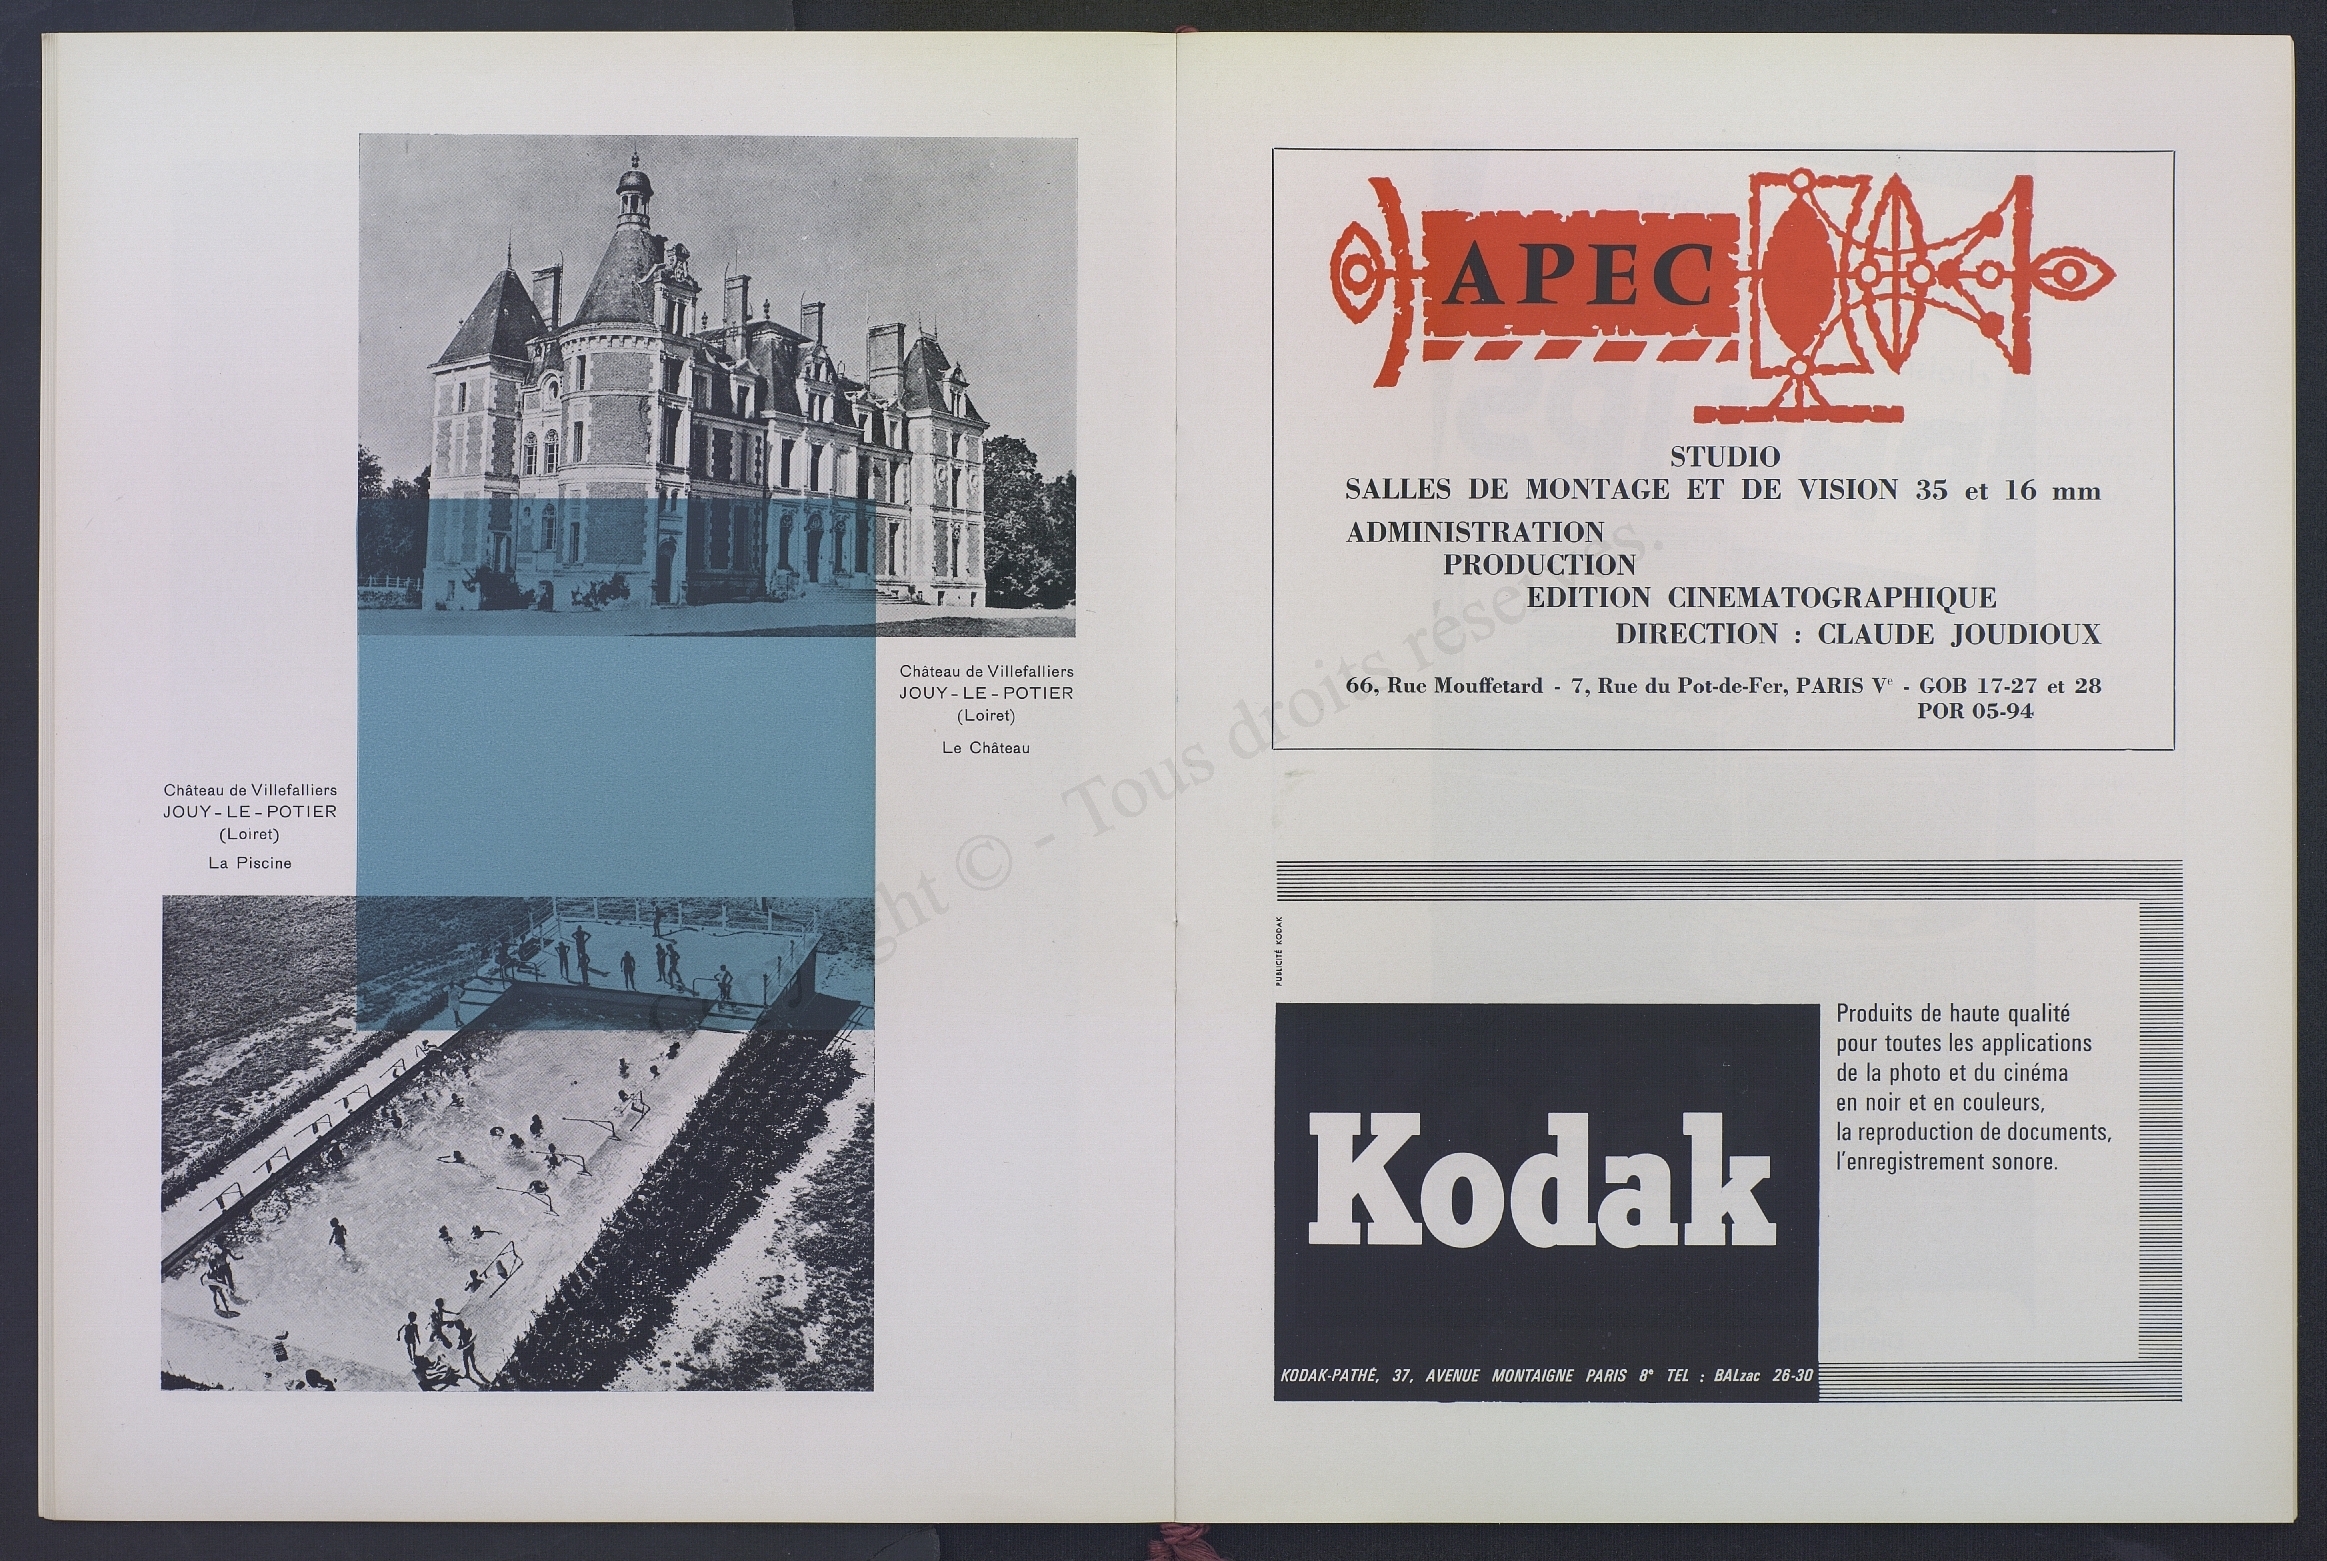 Château de Villefalliers
JOUY-LE-POTIER
(Loiret)
Le Château
Château de Villefalliers
JOUY-LE-POTIER
(Loiret)
La Piscine
APEC
STUDIO
SALLES DE MONTAGE ET DE VISION 35 et 16 mm
ADMINISTRATION
PRODUCTION
EDITION CINEMATOGRAPHIQUE
DIRECTION : CLAUDE JOUDIOUX
66, Rue Mouffetard - 7, Rue du Pot-de-Fer, PARIS Ve - GOB 17-27 et 28
POR 05-94
PUBLICITÉ KODAK
Kodak
Produits de haute qualité
pour toutes les applications
de la photo et du cinéma
en noir et en couleurs,
la reproduction de documents,
l'enregistrement sonore.
KODAK-PATHÉ, 37, AVENUE MONTAIGNE PARIS 8e TEL : BALzac 26-30
Copyright © - Tous droits réservés.